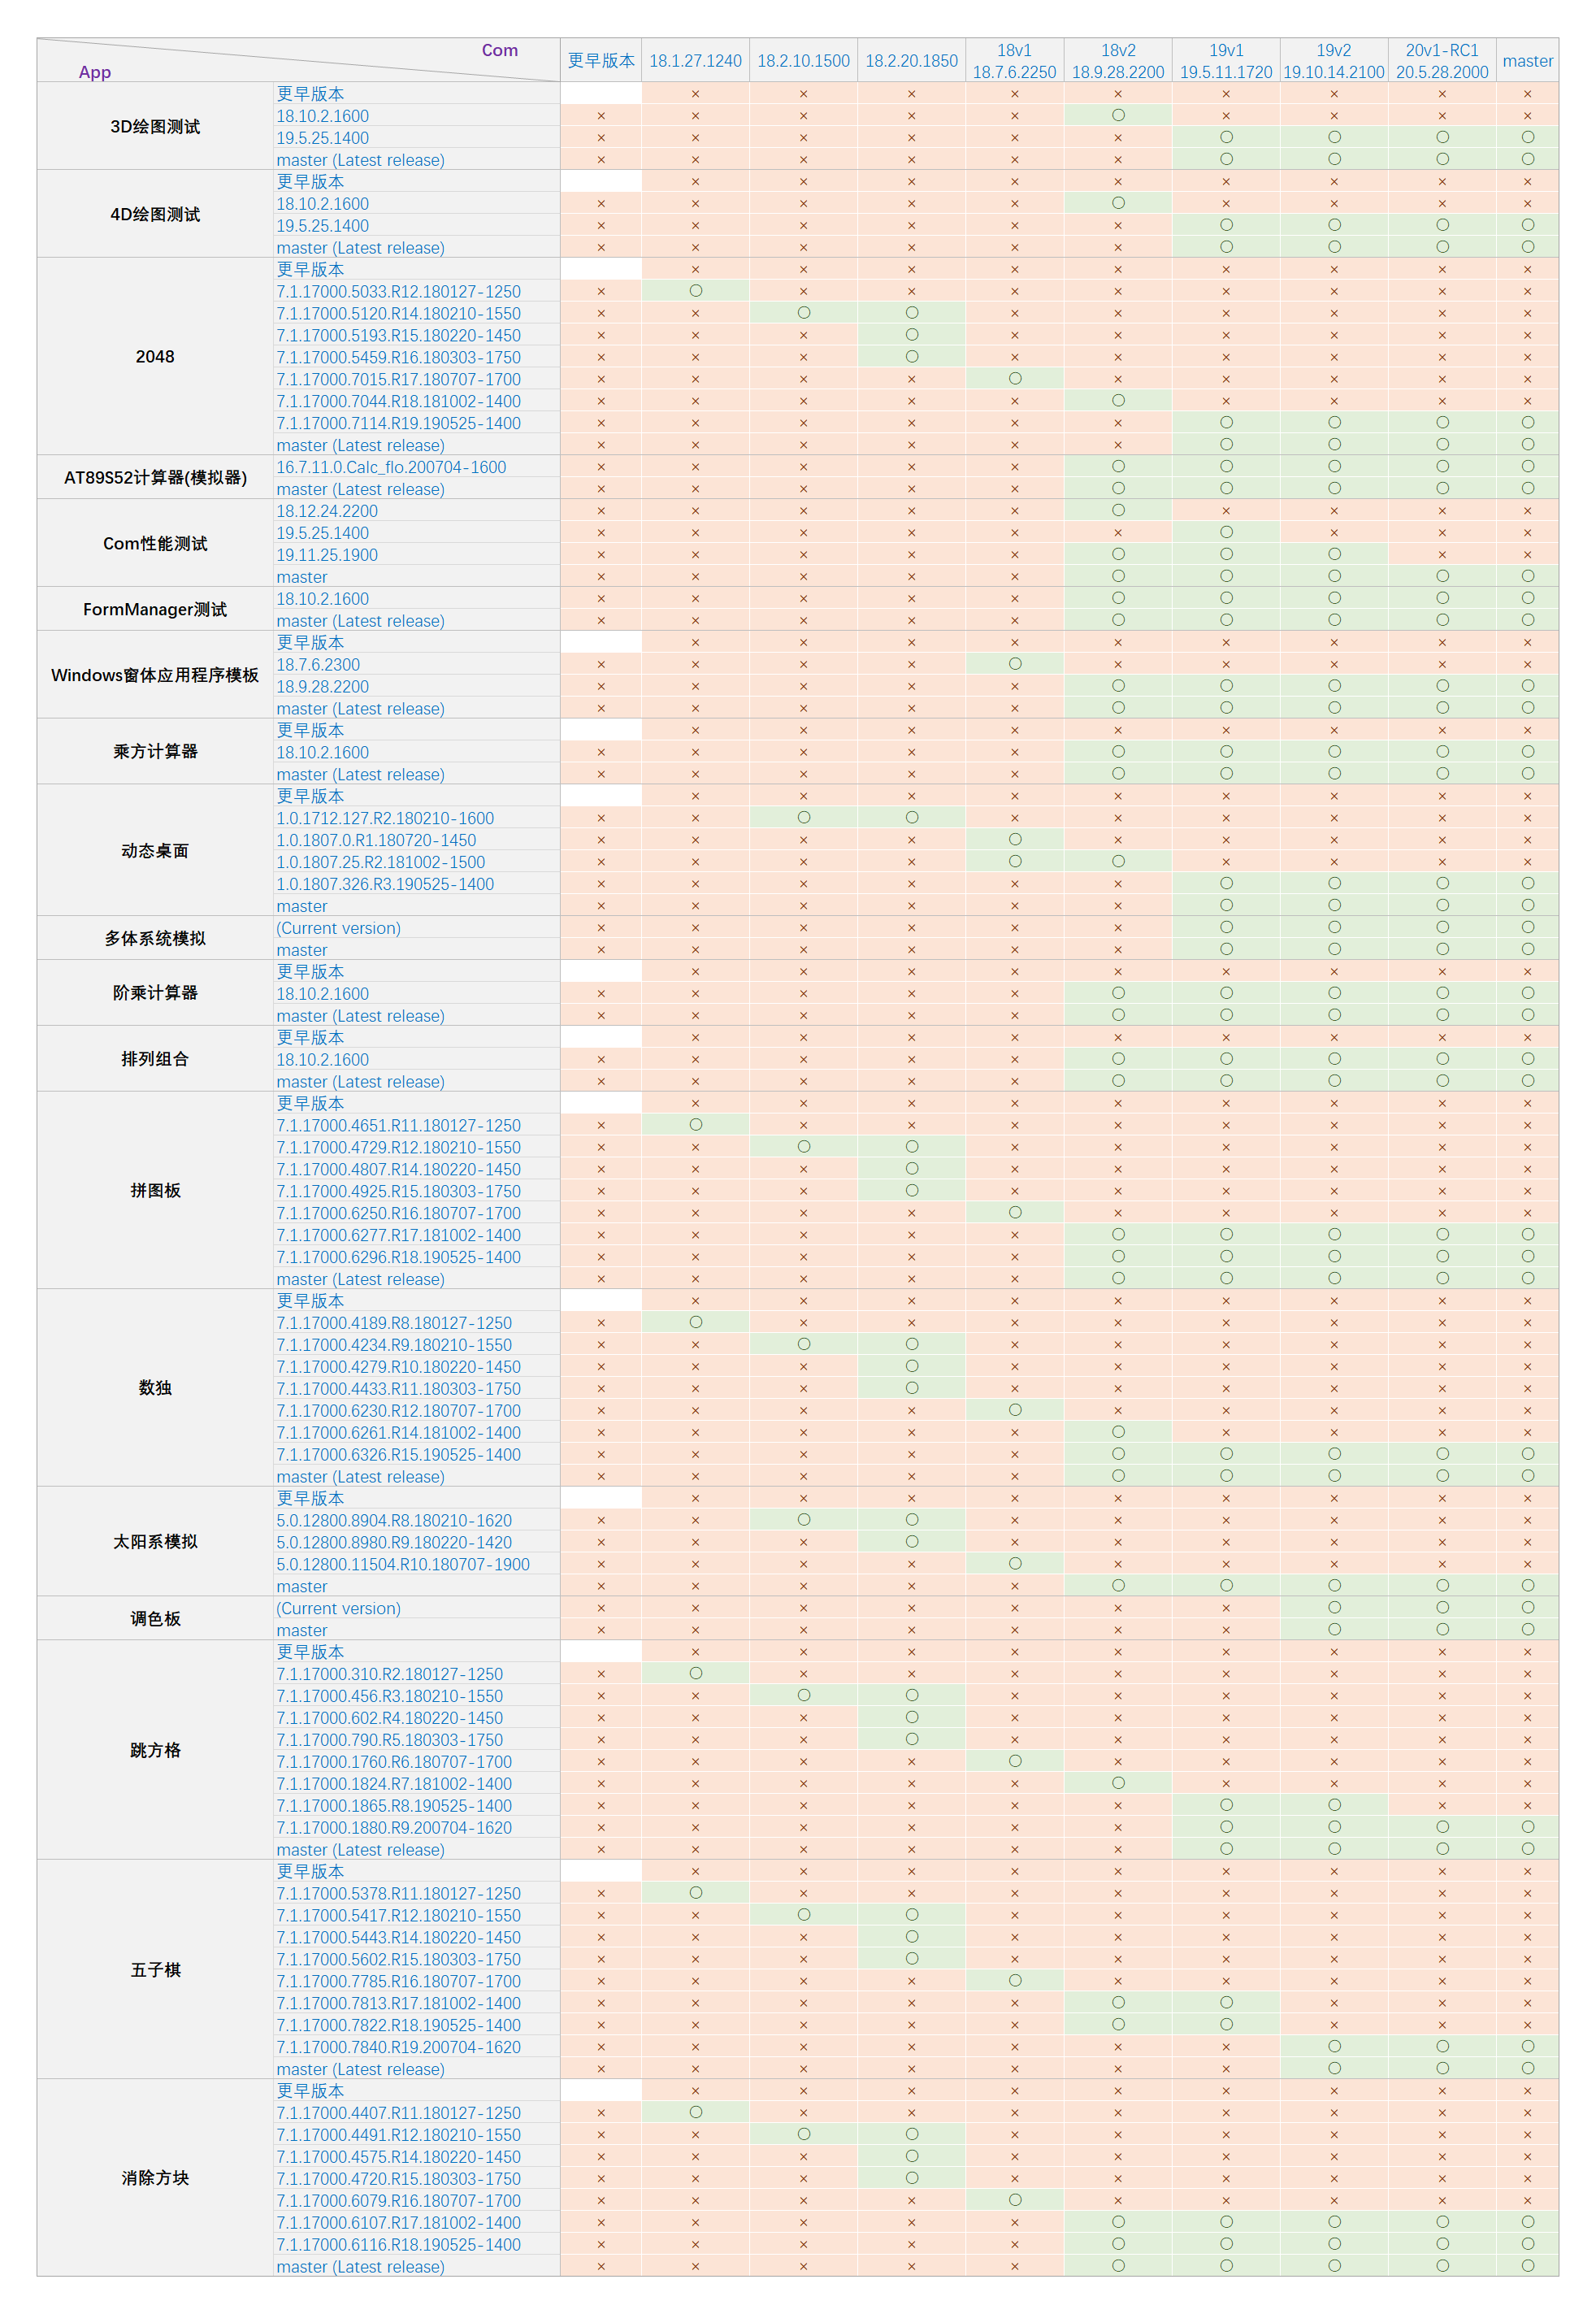 Com
App
更早版本 18.1.27.1240 18.2.10.1500 18.2.20.1850 18v1 18.7.6.2250 18v2 18.9.28.2200 19v1 19.5.11.1720 19v2 19.10.14.2100 20v1-RC1 20.5.28.2000 master
3D绘图测试
更早版本 × × × × × × × × ×
18.10.2.1600 × × × × × ○ × × × ×
19.5.25.1400 × × × × × × ○ ○ ○ ○
master (Latest release) × × × × × × ○ ○ ○ ○
4D绘图测试
更早版本 × × × × × × × × ×
18.10.2.1600 × × × × × ○ × × × ×
19.5.25.1400 × × × × × × ○ ○ ○ ○
master (Latest release) × × × × × × ○ ○ ○ ○
2048
更早版本 × × × × × × × × ×
7.1.17000.5033.R12.180127-1250 × ○ × × × × × × × ×
7.1.17000.5120.R14.180210-1550 × × ○ ○ × × × × × ×
7.1.17000.5193.R15.180220-1450 × × × ○ × × × × × ×
7.1.17000.5459.R16.180303-1750 × × × ○ × × × × × ×
7.1.17000.7015.R17.180707-1700 × × × × ○ × × × × ×
7.1.17000.7044.R18.181002-1400 × × × × × ○ × × × ×
7.1.17000.7114.R19.190525-1400 × × × × × × ○ ○ ○ ○
master (Latest release) × × × × × × ○ ○ ○ ○
AT89S52计算器(模拟器)
16.7.11.0.Calc_flo.200704-1600 × × × × × ○ ○ ○ ○ ○
master (Latest release) × × × × × ○ ○ ○ ○ ○
Com性能测试
18.12.24.2200 × × × × × ○ × × × ×
19.5.25.1400 × × × × × × ○ × × ×
19.11.25.1900 × × × × × ○ ○ ○ × ×
master × × × × × ○ ○ ○ ○ ○
FormManager测试
18.10.2.1600 × × × × × ○ ○ ○ ○ ○
master (Latest release) × × × × × ○ ○ ○ ○ ○
Windows窗体应用程序模板
更早版本 × × × × × × × × ×
18.7.6.2300 × × × × ○ × × × × ×
18.9.28.2200 × × × × × ○ ○ ○ ○ ○
master (Latest release) × × × × × ○ ○ ○ ○ ○
乘方计算器
更早版本 × × × × × × × × ×
18.10.2.1600 × × × × × ○ ○ ○ ○ ○
master (Latest release) × × × × × ○ ○ ○ ○ ○
动态桌面
更早版本 × × × × × × × × ×
1.0.1712.127.R2.180210-1600 × × ○ ○ × × × × × ×
1.0.1807.0.R1.180720-1450 × × × × ○ × × × × ×
1.0.1807.25.R2.181002-1500 × × × × ○ ○ × × × ×
1.0.1807.326.R3.190525-1400 × × × × × × ○ ○ ○ ○
master × × × × × × ○ ○ ○ ○
多体系统模拟
(Current version) × × × × × × ○ ○ ○ ○
master × × × × × × ○ ○ ○ ○
阶乘计算器
更早版本 × × × × × × × × ×
18.10.2.1600 × × × × × ○ ○ ○ ○ ○
master (Latest release) × × × × × ○ ○ ○ ○ ○
排列组合
更早版本 × × × × × × × × ×
18.10.2.1600 × × × × × ○ ○ ○ ○ ○
master (Latest release) × × × × × ○ ○ ○ ○ ○
拼图板
更早版本 × × × × × × × × ×
7.1.17000.4651.R11.180127-1250 × ○ × × × × × × × ×
7.1.17000.4729.R12.180210-1550 × × ○ ○ × × × × × ×
7.1.17000.4807.R14.180220-1450 × × × ○ × × × × × ×
7.1.17000.4925.R15.180303-1750 × × × ○ × × × × × ×
7.1.17000.6250.R16.180707-1700 × × × × ○ × × × × ×
7.1.17000.6277.R17.181002-1400 × × × × × ○ ○ ○ ○ ○
7.1.17000.6296.R18.190525-1400 × × × × × ○ ○ ○ ○ ○
master (Latest release) × × × × × ○ ○ ○ ○ ○
数独
更早版本 × × × × × × × × ×
7.1.17000.4189.R8.180127-1250 × ○ × × × × × × × ×
7.1.17000.4234.R9.180210-1550 × × ○ ○ × × × × × ×
7.1.17000.4279.R10.180220-1450 × × × ○ × × × × × ×
7.1.17000.4433.R11.180303-1750 × × × ○ × × × × × ×
7.1.17000.6230.R12.180707-1700 × × × × ○ × × × × ×
7.1.17000.6261.R14.181002-1400 × × × × × ○ × × × ×
7.1.17000.6326.R15.190525-1400 × × × × × ○ ○ ○ ○ ○
master (Latest release) × × × × × ○ ○ ○ ○ ○
太阳系模拟
更早版本 × × × × × × × × ×
5.0.12800.8904.R8.180210-1620 × × ○ ○ × × × × × ×
5.0.12800.8980.R9.180220-1420 × × × ○ × × × × × ×
5.0.12800.11504.R10.180707-1900 × × × × ○ × × × × ×
master × × × × × ○ ○ ○ ○ ○
调色板
(Current version) × × × × × × × ○ ○ ○
master × × × × × × × ○ ○ ○
跳方格
更早版本 × × × × × × × × ×
7.1.17000.310.R2.180127-1250 × ○ × × × × × × × ×
7.1.17000.456.R3.180210-1550 × × ○ ○ × × × × × ×
7.1.17000.602.R4.180220-1450 × × × ○ × × × × × ×
7.1.17000.790.R5.180303-1750 × × × ○ × × × × × ×
7.1.17000.1760.R6.180707-1700 × × × × ○ × × × × ×
7.1.17000.1824.R7.181002-1400 × × × × × ○ × × × ×
7.1.17000.1865.R8.190525-1400 × × × × × × ○ ○ × ×
7.1.17000.1880.R9.200704-1620 × × × × × × ○ ○ ○ ○
master (Latest release) × × × × × × ○ ○ ○ ○
五子棋
更早版本 × × × × × × × × ×
7.1.17000.5378.R11.180127-1250 × ○ × × × × × × × ×
7.1.17000.5417.R12.180210-1550 × × ○ ○ × × × × × ×
7.1.17000.5443.R14.180220-1450 × × × ○ × × × × × ×
7.1.17000.5602.R15.180303-1750 × × × ○ × × × × × ×
7.1.17000.7785.R16.180707-1700 × × × × ○ × × × × ×
7.1.17000.7813.R17.181002-1400 × × × × × ○ ○ × × ×
7.1.17000.7822.R18.190525-1400 × × × × × ○ ○ × × ×
7.1.17000.7840.R19.200704-1620 × × × × × × × ○ ○ ○
master (Latest release) × × × × × × × ○ ○ ○
消除方块
更早版本 × × × × × × × × ×
7.1.17000.4407.R11.180127-1250 × ○ × × × × × × × ×
7.1.17000.4491.R12.180210-1550 × × ○ ○ × × × × × ×
7.1.17000.4575.R14.180220-1450 × × × ○ × × × × × ×
7.1.17000.4720.R15.180303-1750 × × × ○ × × × × × ×
7.1.17000.6079.R16.180707-1700 × × × × ○ × × × × ×
7.1.17000.6107.R17.181002-1400 × × × × × ○ ○ ○ ○ ○
7.1.17000.6116.R18.190525-1400 × × × × × ○ ○ ○ ○ ○
master (Latest release) × × × × × ○ ○ ○ ○ ○